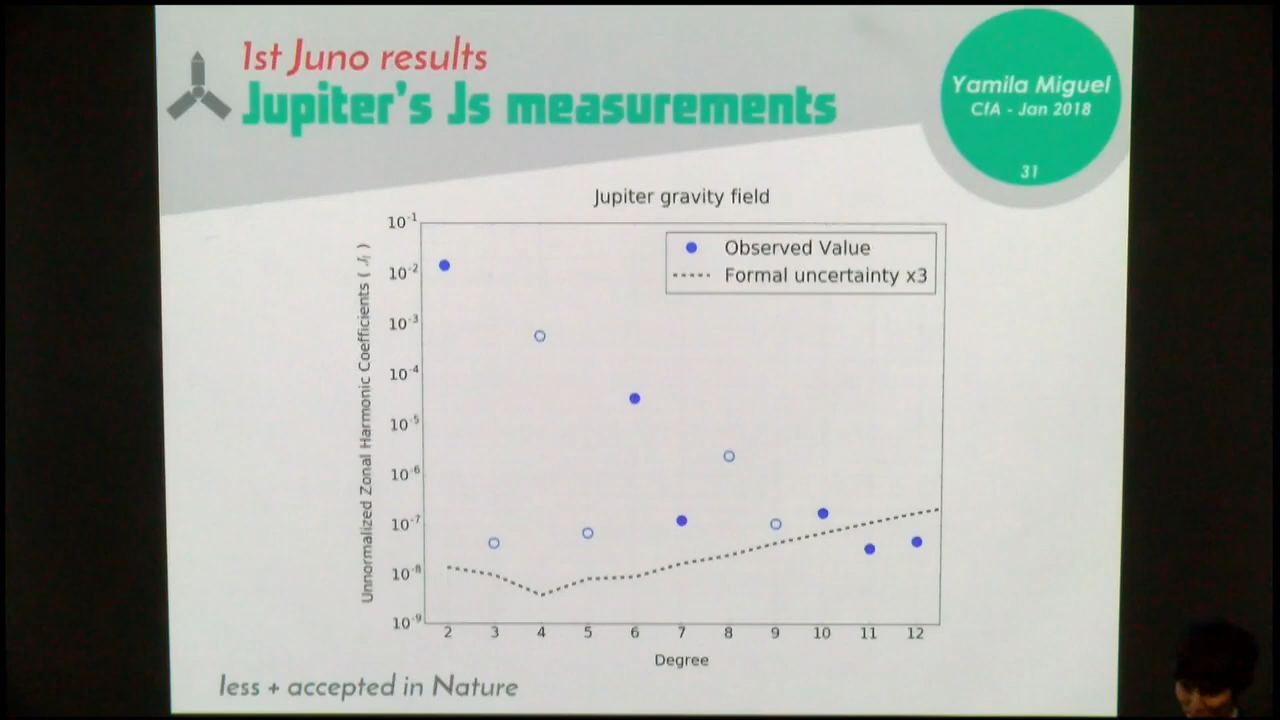 1st Juno results
Jupiter's Js measurements
Yamila Miguel
CfA - Jan 2018
31
Jupiter gravity field
Observed Value
Formal uncertainty x3
Unnormalized Zonal Harmonic Coefficients ( Jₗ )
10⁻¹
10⁻²
10⁻³
10⁻⁴
10⁻⁵
10⁻⁶
10⁻⁷
10⁻⁸
10⁻⁹
2 3 4 5 6 7 8 9 10 11 12
Degree
less + accepted in Nature